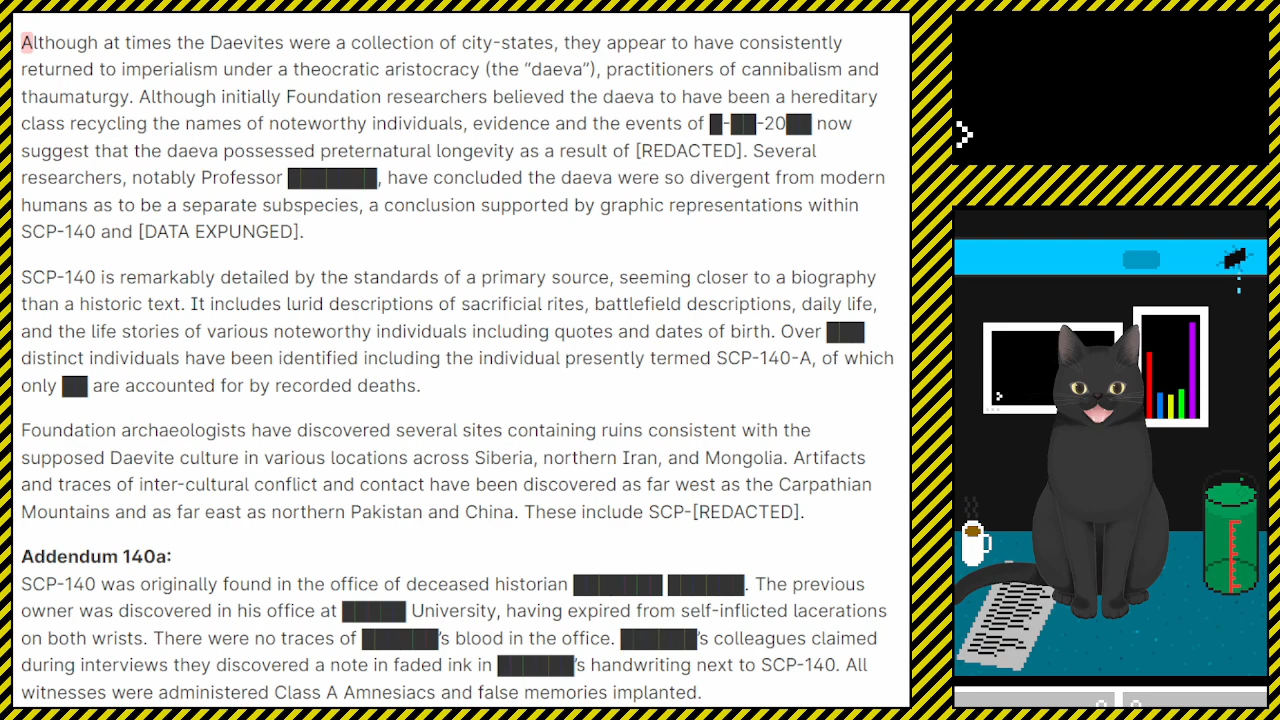 Although at times the Daevites were a collection of city-states, they appear to have consistently
returned to imperialism under a theocratic aristocracy (the “daeva”), practitioners of cannibalism and
thaumaturgy. Although initially Foundation researchers believed the daeva to have been a hereditary
class recycling the names of noteworthy individuals, evidence and the events of █-██-20██ now
suggest that the daeva possessed preternatural longevity as a result of [REDACTED]. Several
researchers, notably Professor ███████, have concluded the daeva were so divergent from modern
humans as to be a separate subspecies, a conclusion supported by graphic representations within
SCP-140 and [DATA EXPUNGED].
SCP-140 is remarkably detailed by the standards of a primary source, seeming closer to a biography
than a historic text. It includes lurid descriptions of sacrificial rites, battlefield descriptions, daily life,
and the life stories of various noteworthy individuals including quotes and dates of birth. Over ███
distinct individuals have been identified including the individual presently termed SCP-140-A, of which
only ██ are accounted for by recorded deaths.
Foundation archaeologists have discovered several sites containing ruins consistent with the
supposed Daevite culture in various locations across Siberia, northern Iran, and Mongolia. Artifacts
and traces of inter-cultural conflict and contact have been discovered as far west as the Carpathian
Mountains and as far east as northern Pakistan and China. These include SCP-[REDACTED].
Addendum 140a:
SCP-140 was originally found in the office of deceased historian ███████ ██████. The previous
owner was discovered in his office at █████ University, having expired from self-inflicted lacerations
on both wrists. There were no traces of ██████’s blood in the office. ██████’s colleagues claimed
during interviews they discovered a note in faded ink in ██████’s handwriting next to SCP-140. All
witnesses were administered Class A Amnesiacs and false memories implanted.